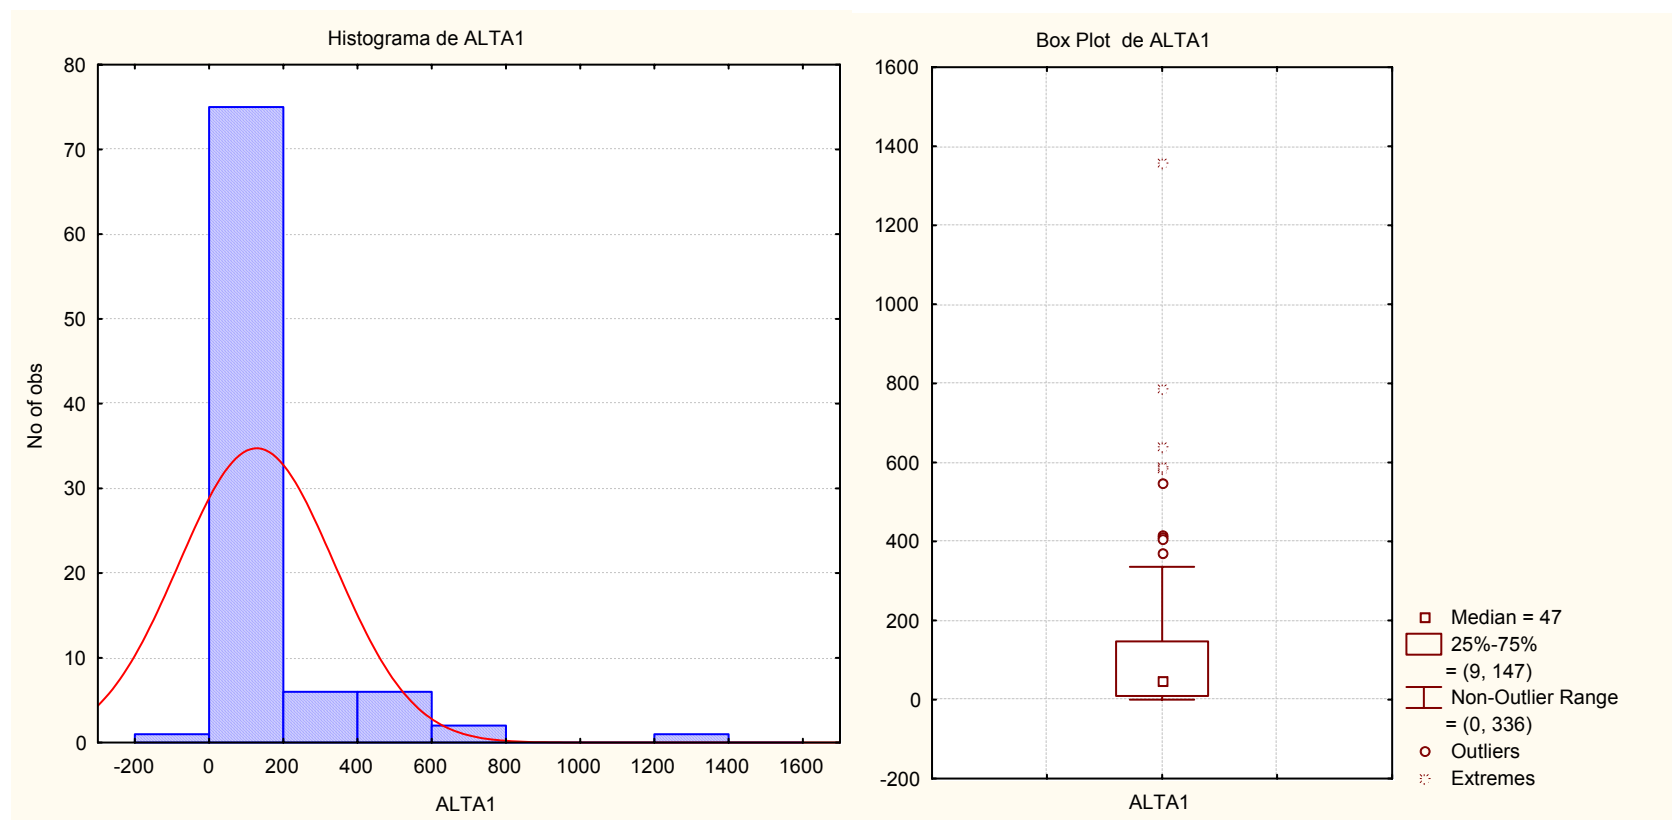 Histograma de ALTA1
80
70
60
50
40
30
20
10
0
No of obs
-200 0 200 400 600 800 1000 1200 1400 1600
ALTA1
Box Plot  de ALTA1
1600
1400
1200
1000
800
600
400
200
0
-200
ALTA1
Median = 47
25%-75%
= (9, 147)
Non-Outlier Range
= (0, 336)
Outliers
Extremes